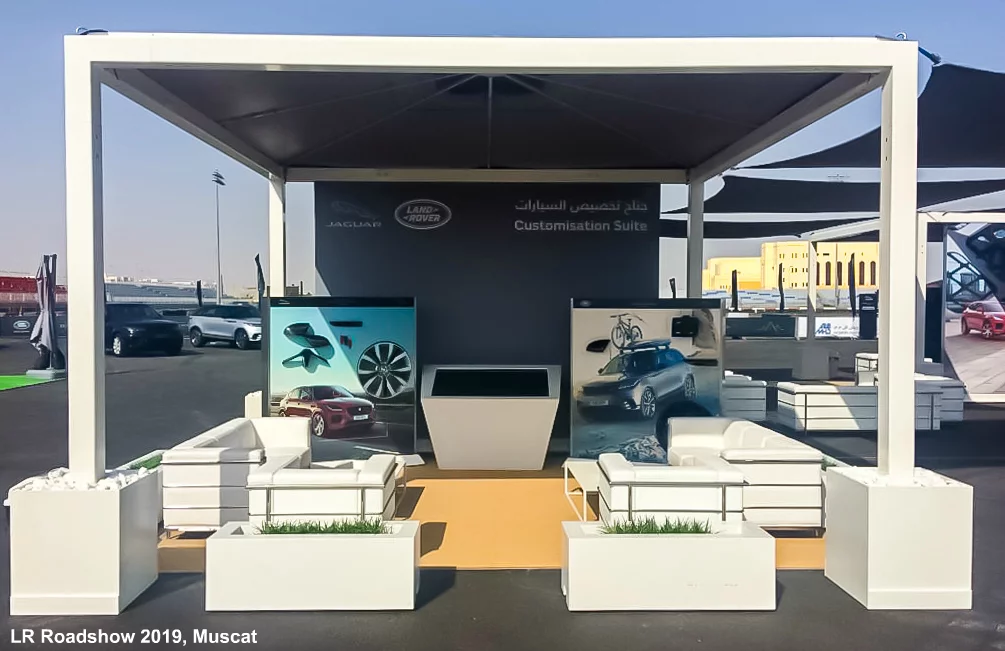 JAGUAR
LAND
ROVER
جناح تخصيص السيارات
Customisation Suite
LR Roadshow 2019, Muscat